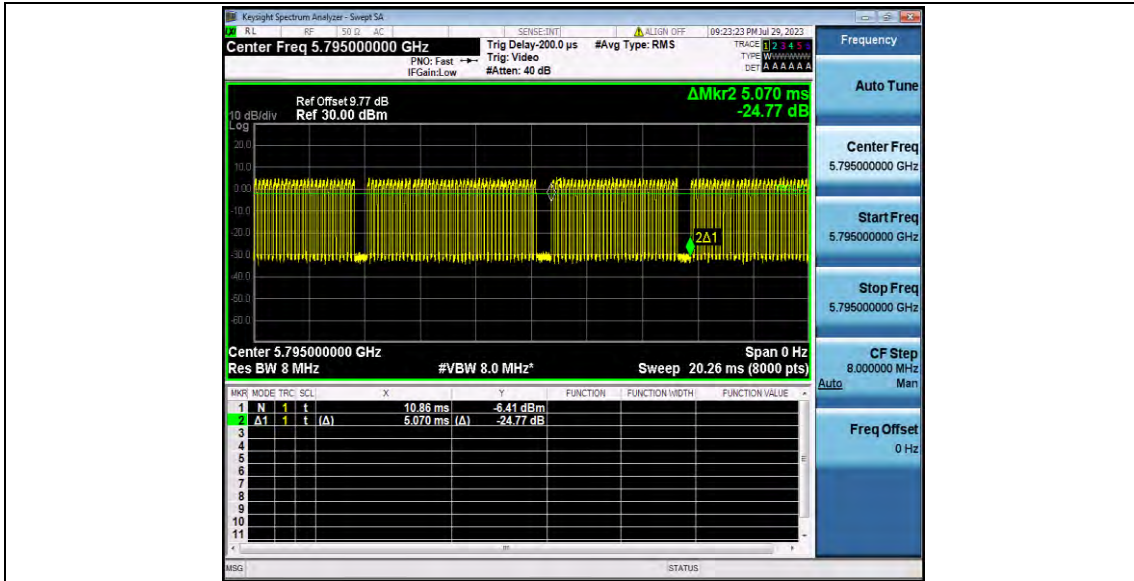 Keysight Spectrum Analyzer - Swept SA
RL RF 50 Ω AC SENSE:INT ALIGN OFF 09:23:23 PM Jul 29, 2023
Center Freq 5.795000000 GHz
PNO: Fast
IFGain:Low
Trig Delay-200.0 µs
Trig: Video
#Atten: 40 dB
#Avg Type: RMS
TRACE 1 2 3 4 5 6
TYPE W
DET A A A A A A
ΔMkr2 5.070 ms
-24.77 dB
Ref Offset 9.77 dB
10 dB/div Ref 30.00 dBm
Log
20.0
10.0
0.00
-10.0
-20.0
-30.0
-40.0
-50.0
-60.0
2Δ1
Center 5.795000000 GHz Span 0 Hz
Res BW 8 MHz #VBW 8.0 MHz* Sweep 20.26 ms (8000 pts)
MKR MODE TRC SCL X Y FUNCTION FUNCTION WIDTH FUNCTION VALUE
1 N 1 t 10.86 ms -6.41 dBm
2 Δ1 1 t (Δ) 5.070 ms (Δ) -24.77 dB
3
4
5
6
7
8
9
10
11
MSG STATUS
Frequency
Auto Tune
Center Freq
5.795000000 GHz
Start Freq
5.795000000 GHz
Stop Freq
5.795000000 GHz
CF Step
8.000000 MHz
Auto Man
Freq Offset
0 Hz